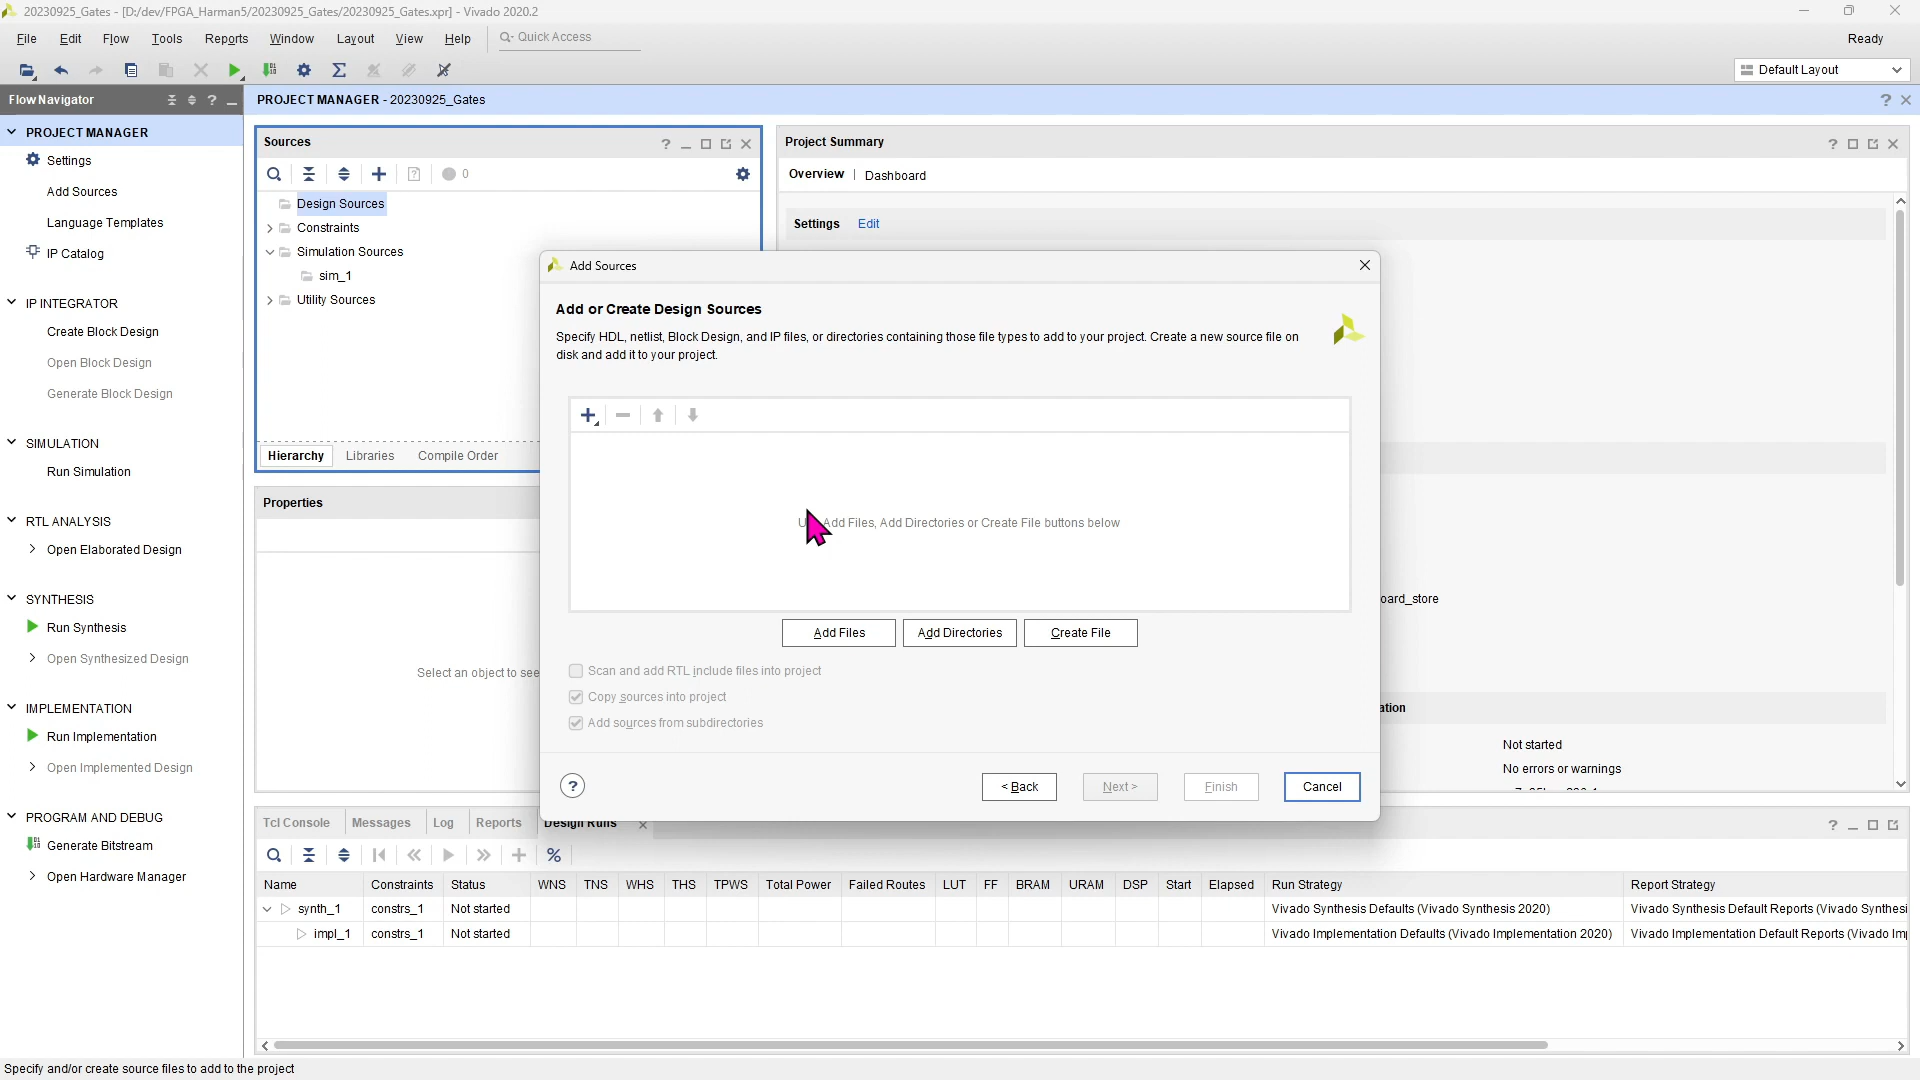 20230925_Gates - [D:/dev/FPGA_Harman5/20230925_Gates/20230925_Gates.xpr] - Vivado 2020.2
File Edit Flow Tools Reports Window Layout View Help Quick Access Ready
Default Layout
Flow Navigator
PROJECT MANAGER
Settings
Add Sources
Language Templates
IP Catalog
IP INTEGRATOR
Create Block Design
Open Block Design
Generate Block Design
SIMULATION
Run Simulation
RTL ANALYSIS
Open Elaborated Design
SYNTHESIS
Run Synthesis
Open Synthesized Design
IMPLEMENTATION
Run Implementation
Open Implemented Design
PROGRAM AND DEBUG
Generate Bitstream
Open Hardware Manager
PROJECT MANAGER - 20230925_Gates
Sources
0
Design Sources
Constraints
Simulation Sources
sim_1
Utility Sources
Hierarchy Libraries Compile Order
Properties
Select an object to see
Project Summary
Overview | Dashboard
Settings Edit
oard_store
ation
Not started
No errors or warnings
Add Sources
Add or Create Design Sources
Specify HDL, netlist, Block Design, and IP files, or directories containing those file types to add to your project. Create a new source file on
disk and add it to your project.
Add Files, Add Directories or Create File buttons below
Add Files Add Directories Create File
Scan and add RTL include files into project
Copy sources into project
Add sources from subdirectories
? < Back Next > Finish Cancel
Tcl Console Messages Log Reports Design Runs
Name Constraints Status WNS TNS WHS THS TPWS Total Power Failed Routes LUT FF BRAM URAM DSP Start Elapsed Run Strategy Report Strategy
synth_1 constrs_1 Not started Vivado Synthesis Defaults (Vivado Synthesis 2020) Vivado Synthesis Default Reports (Vivado Synthesi
impl_1 constrs_1 Not started Vivado Implementation Defaults (Vivado Implementation 2020) Vivado Implementation Default Reports (Vivado Im
Specify and/or create source files to add to the project